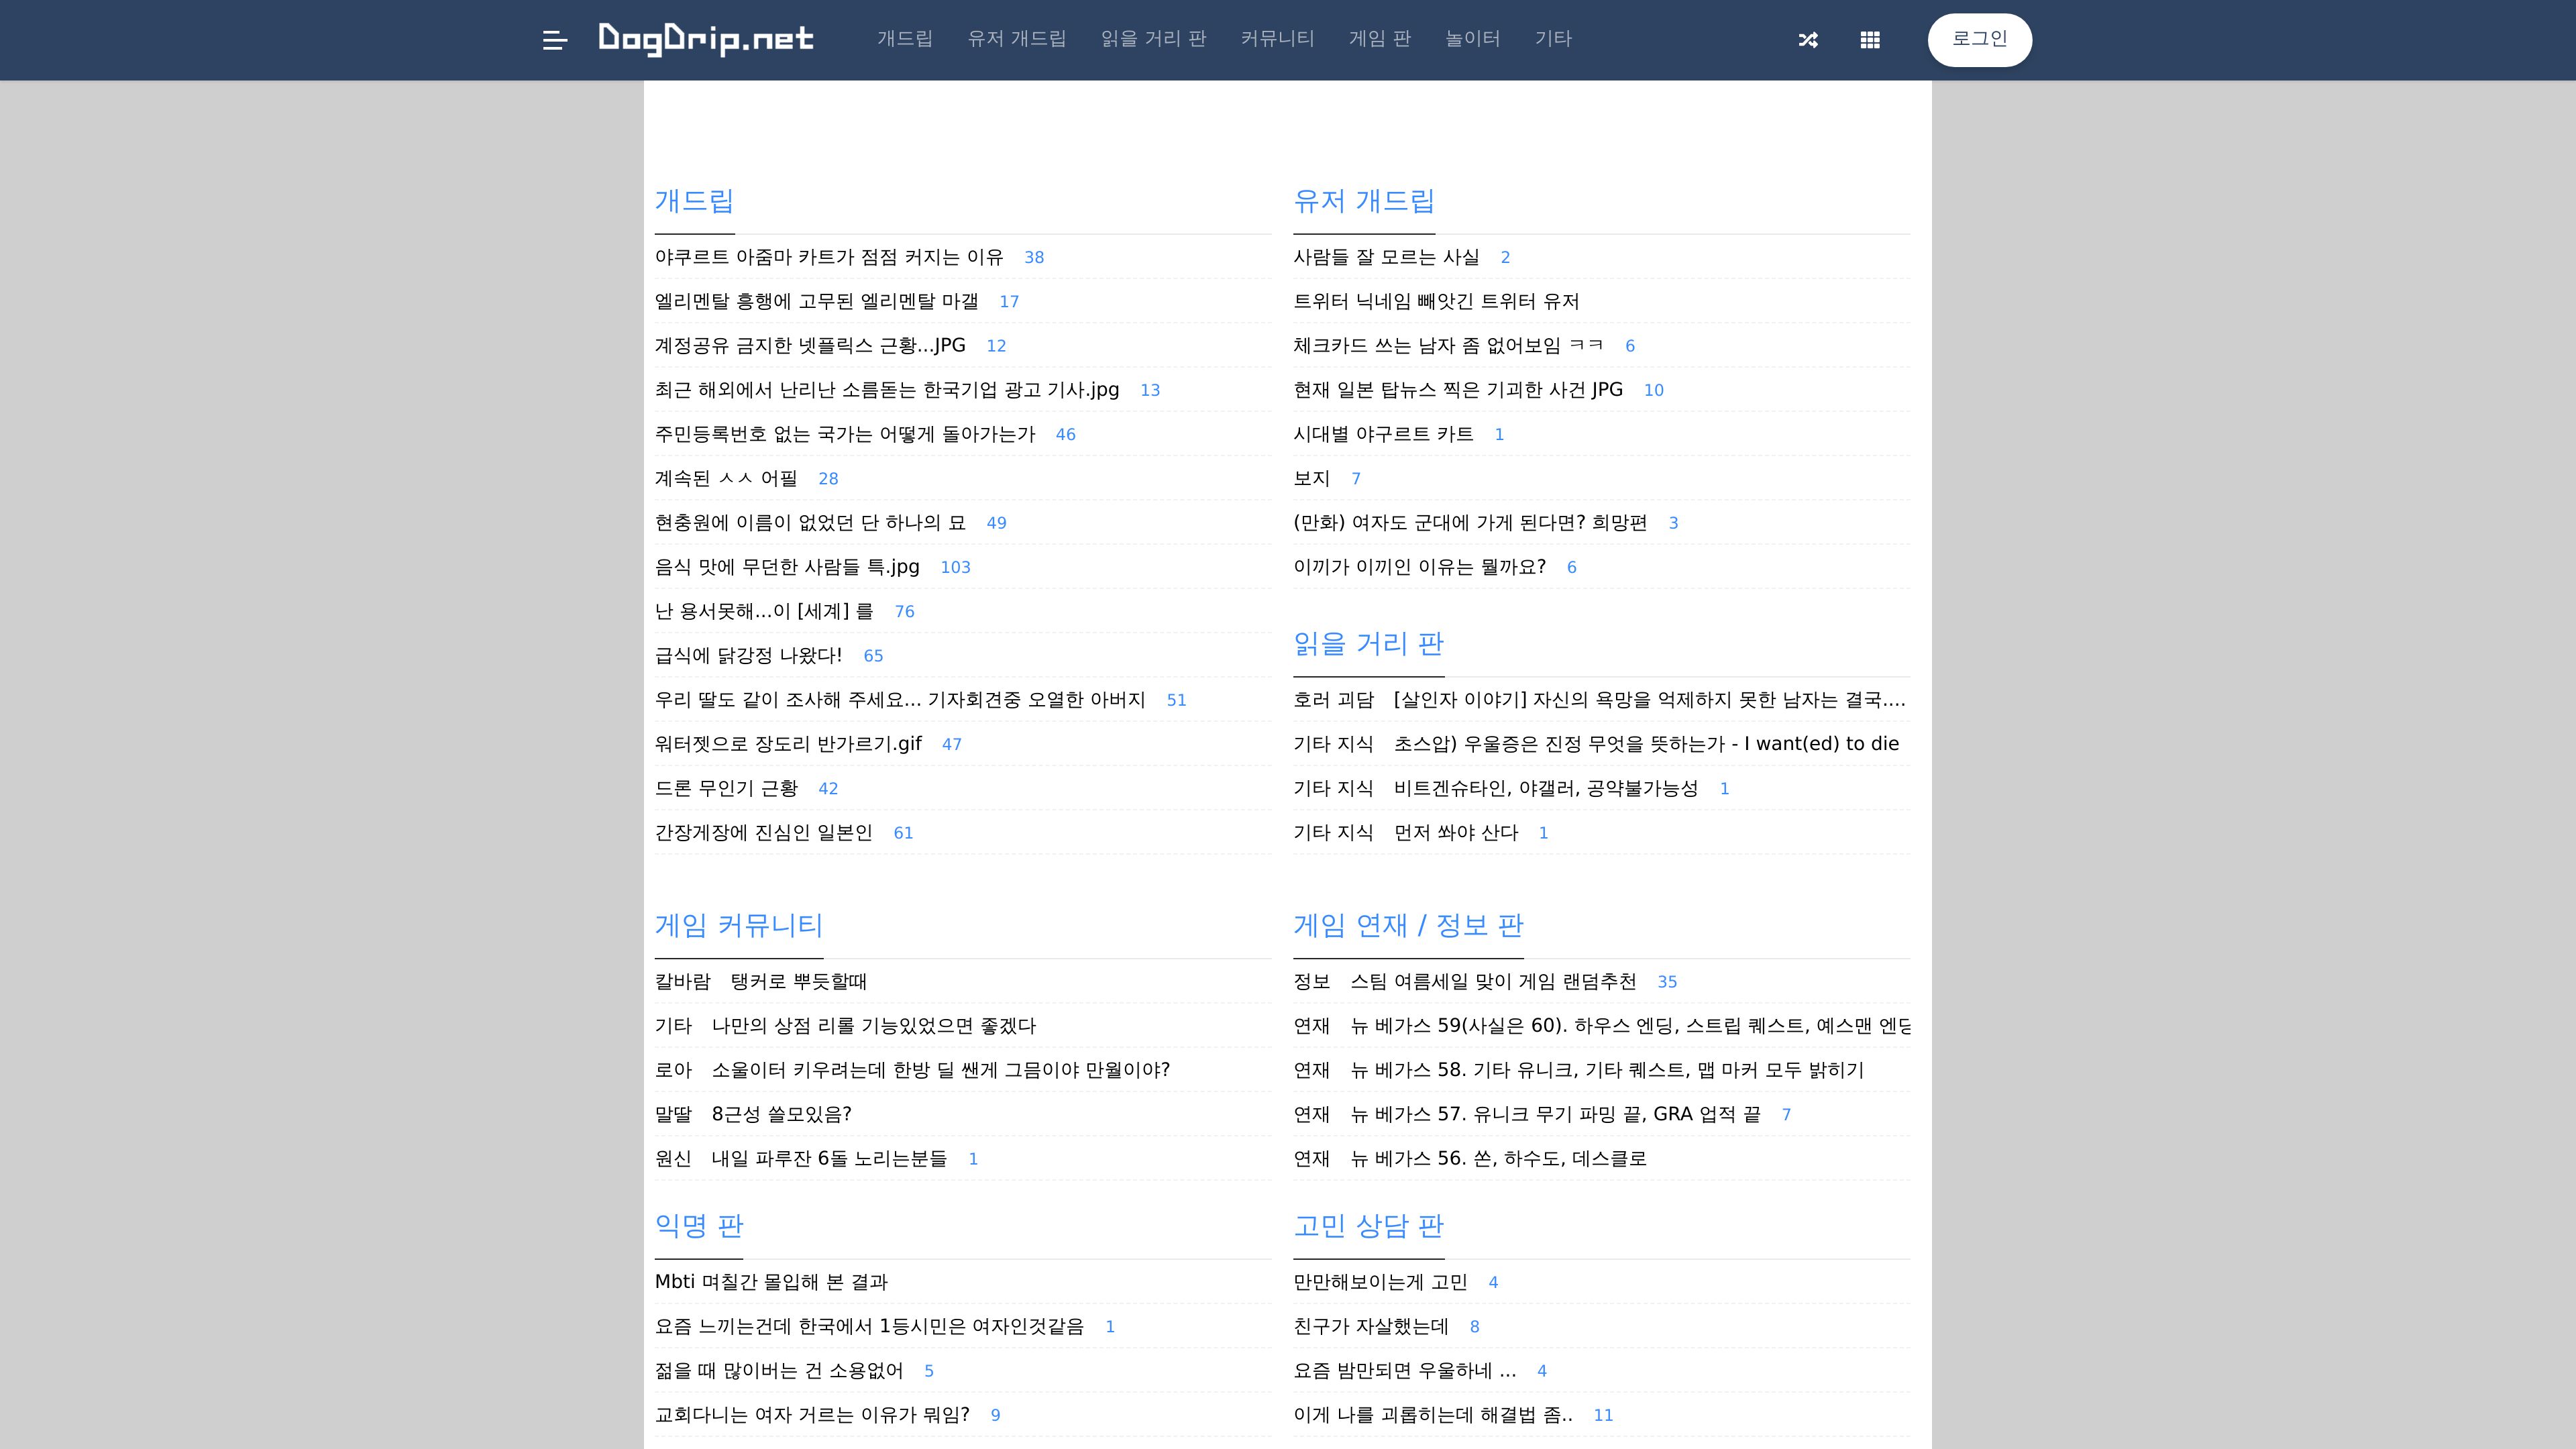 DogDrip.net 개드립 유저 개드립 읽을 거리 판 커뮤니티 게임 판 놀이터 기타 로그인
개드립
야쿠르트 아줌마 카트가 점점 커지는 이유 38
엘리멘탈 흥행에 고무된 엘리멘탈 마갤 17
계정공유 금지한 넷플릭스 근황...JPG 12
최근 해외에서 난리난 소름돋는 한국기업 광고 기사.jpg 13
주민등록번호 없는 국가는 어떻게 돌아가는가 46
계속된 ㅅㅅ 어필 28
현충원에 이름이 없었던 단 하나의 묘 49
음식 맛에 무던한 사람들 특.jpg 103
난 용서못해...이 [세계] 를 76
급식에 닭강정 나왔다! 65
우리 딸도 같이 조사해 주세요... 기자회견중 오열한 아버지 51
워터젯으로 장도리 반가르기.gif 47
드론 무인기 근황 42
간장게장에 진심인 일본인 61
유저 개드립
사람들 잘 모르는 사실 2
트위터 닉네임 빼앗긴 트위터 유저
체크카드 쓰는 남자 좀 없어보임 ㅋㅋ 6
현재 일본 탑뉴스 찍은 기괴한 사건 JPG 10
시대별 야구르트 카트 1
보지 7
(만화) 여자도 군대에 가게 된다면? 희망편 3
이끼가 이끼인 이유는 뭘까요? 6
읽을 거리 판
호러 괴담 [살인자 이야기] 자신의 욕망을 억제하지 못한 남자는 결국....
기타 지식 초스압) 우울증은 진정 무엇을 뜻하는가 - I want(ed) to die
기타 지식 비트겐슈타인, 야갤러, 공약불가능성 1
기타 지식 먼저 쏴야 산다 1
게임 커뮤니티
칼바람 탱커로 뿌듯할때
기타 나만의 상점 리롤 기능있었으면 좋겠다
로아 소울이터 키우려는데 한방 딜 쌘게 그믐이야 만월이야?
말딸 8근성 쓸모있음?
원신 내일 파루잔 6돌 노리는분들 1
게임 연재 / 정보 판
정보 스팀 여름세일 맞이 게임 랜덤추천 35
연재 뉴 베가스 59(사실은 60). 하우스 엔딩, 스트립 퀘스트, 예스맨 엔딩
연재 뉴 베가스 58. 기타 유니크, 기타 퀘스트, 맵 마커 모두 밝히기
연재 뉴 베가스 57. 유니크 무기 파밍 끝, GRA 업적 끝 7
연재 뉴 베가스 56. 쏜, 하수도, 데스클로
익명 판
Mbti 며칠간 몰입해 본 결과
요즘 느끼는건데 한국에서 1등시민은 여자인것같음 1
젊을 때 많이버는 건 소용없어 5
교회다니는 여자 거르는 이유가 뭐임? 9
고민 상담 판
만만해보이는게 고민 4
친구가 자살했는데 8
요즘 밤만되면 우울하네 ... 4
이게 나를 괴롭히는데 해결법 좀.. 11